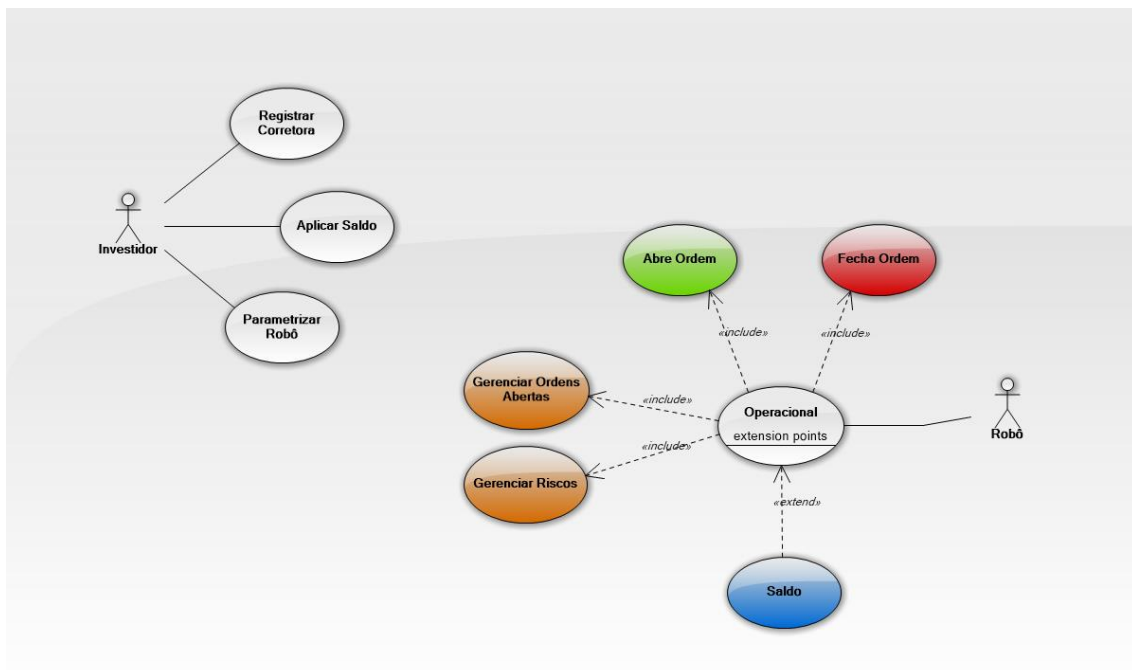 Registrar
Corretora
Investidor
Aplicar Saldo
Parametrizar
Robô
Abre Ordem
Fecha Ordem
«include»
«include»
Gerenciar Ordens
Abertas
«include»
Operacional
extension points
Robô
«include»
Gerenciar Riscos
«extend»
Saldo